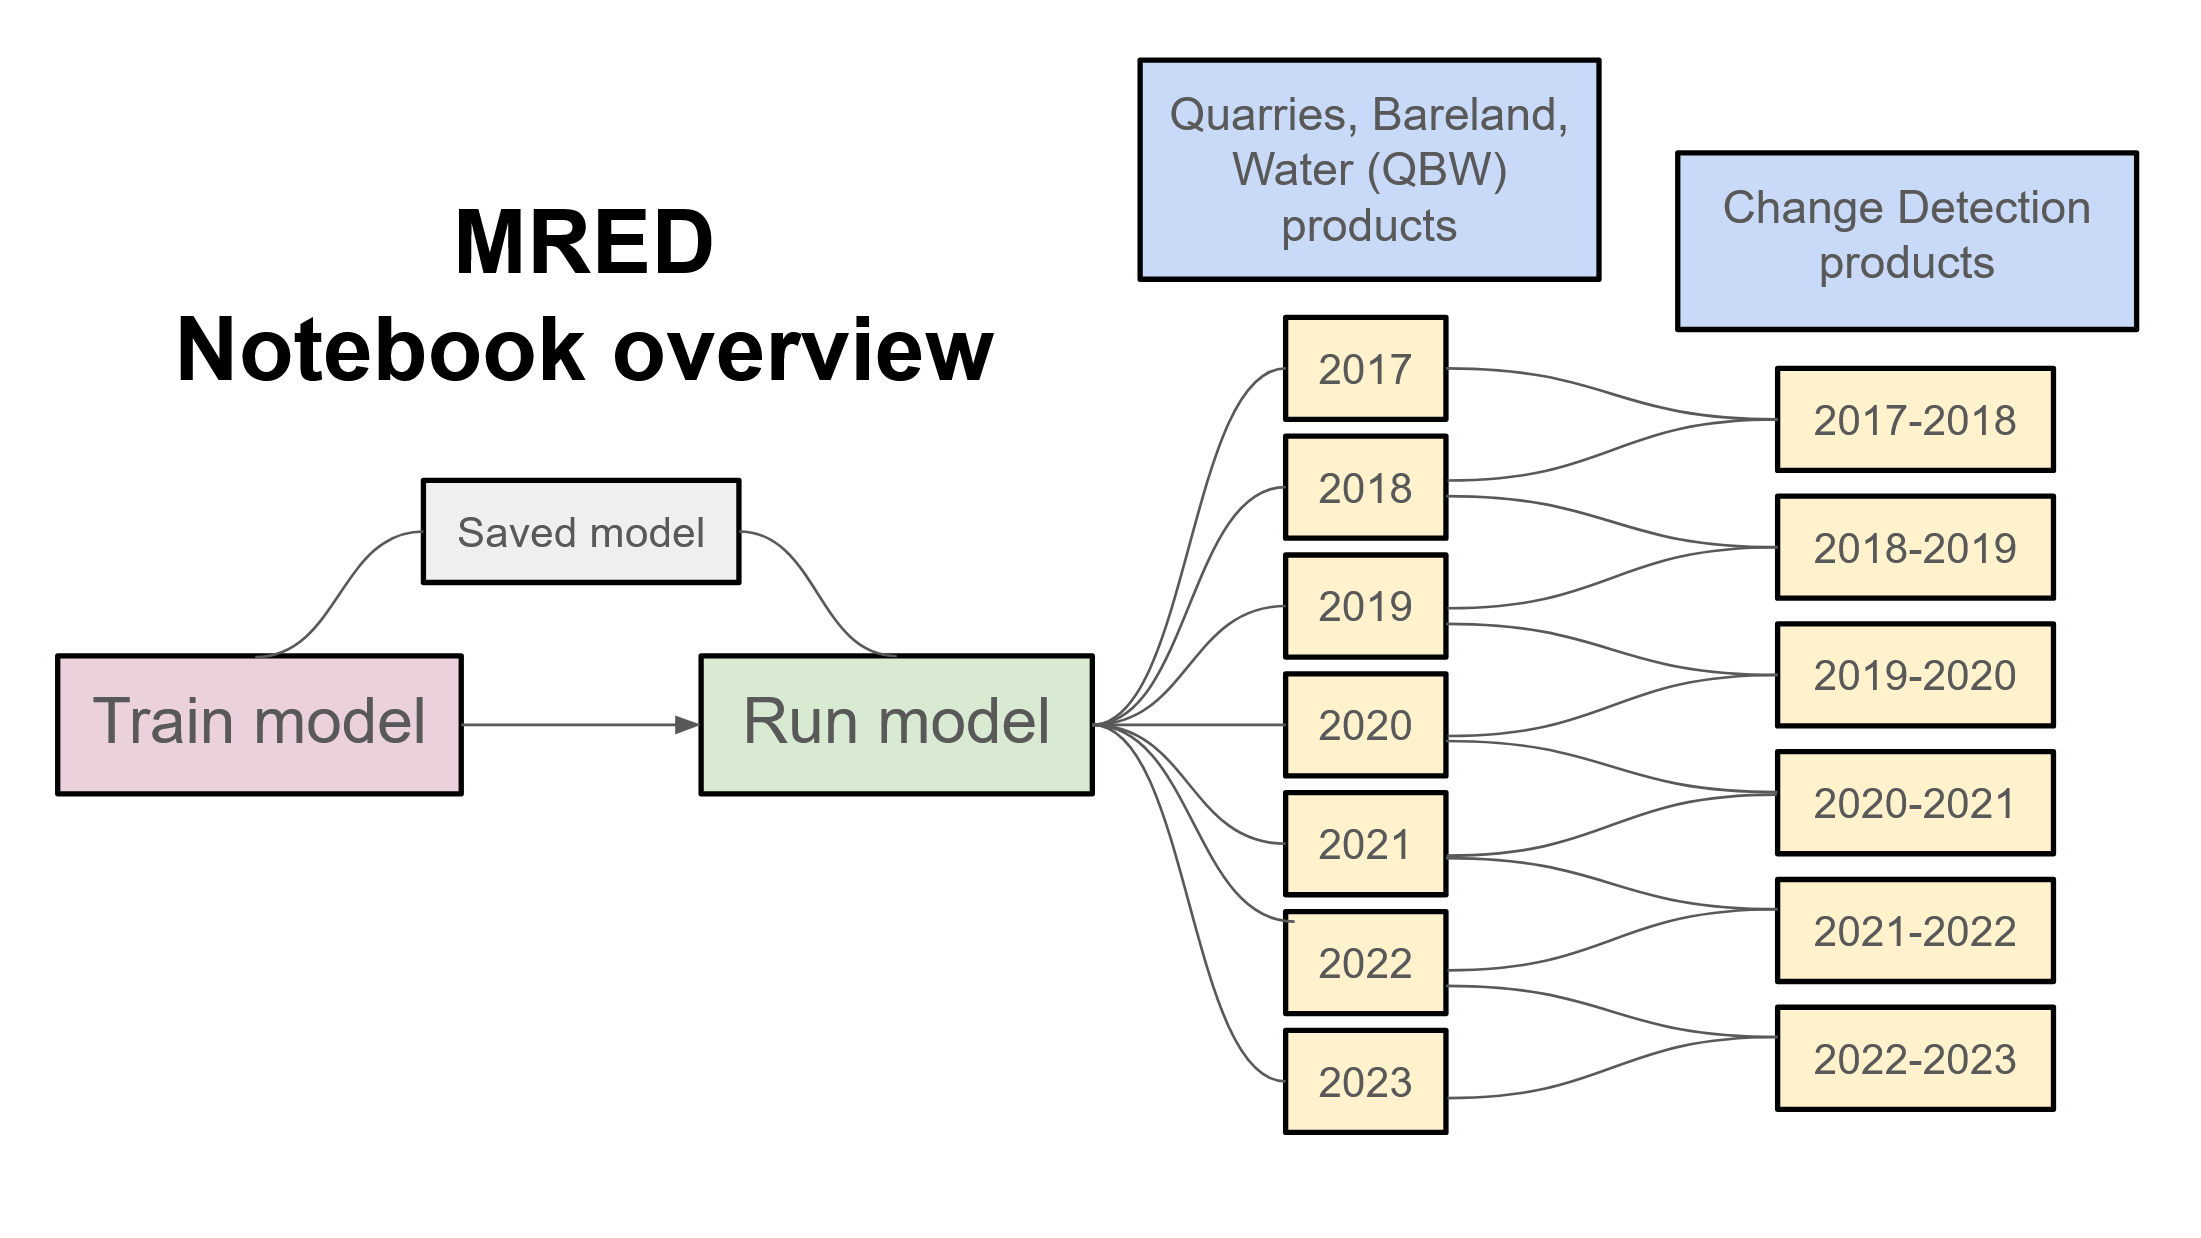 MRED
Notebook overview
Saved model
Train model
Run model
Quarries, Bareland,
Water (QBW)
products
2017
2018
2019
2020
2021
2022
2023
Change Detection
products
2017-2018
2018-2019
2019-2020
2020-2021
2021-2022
2022-2023